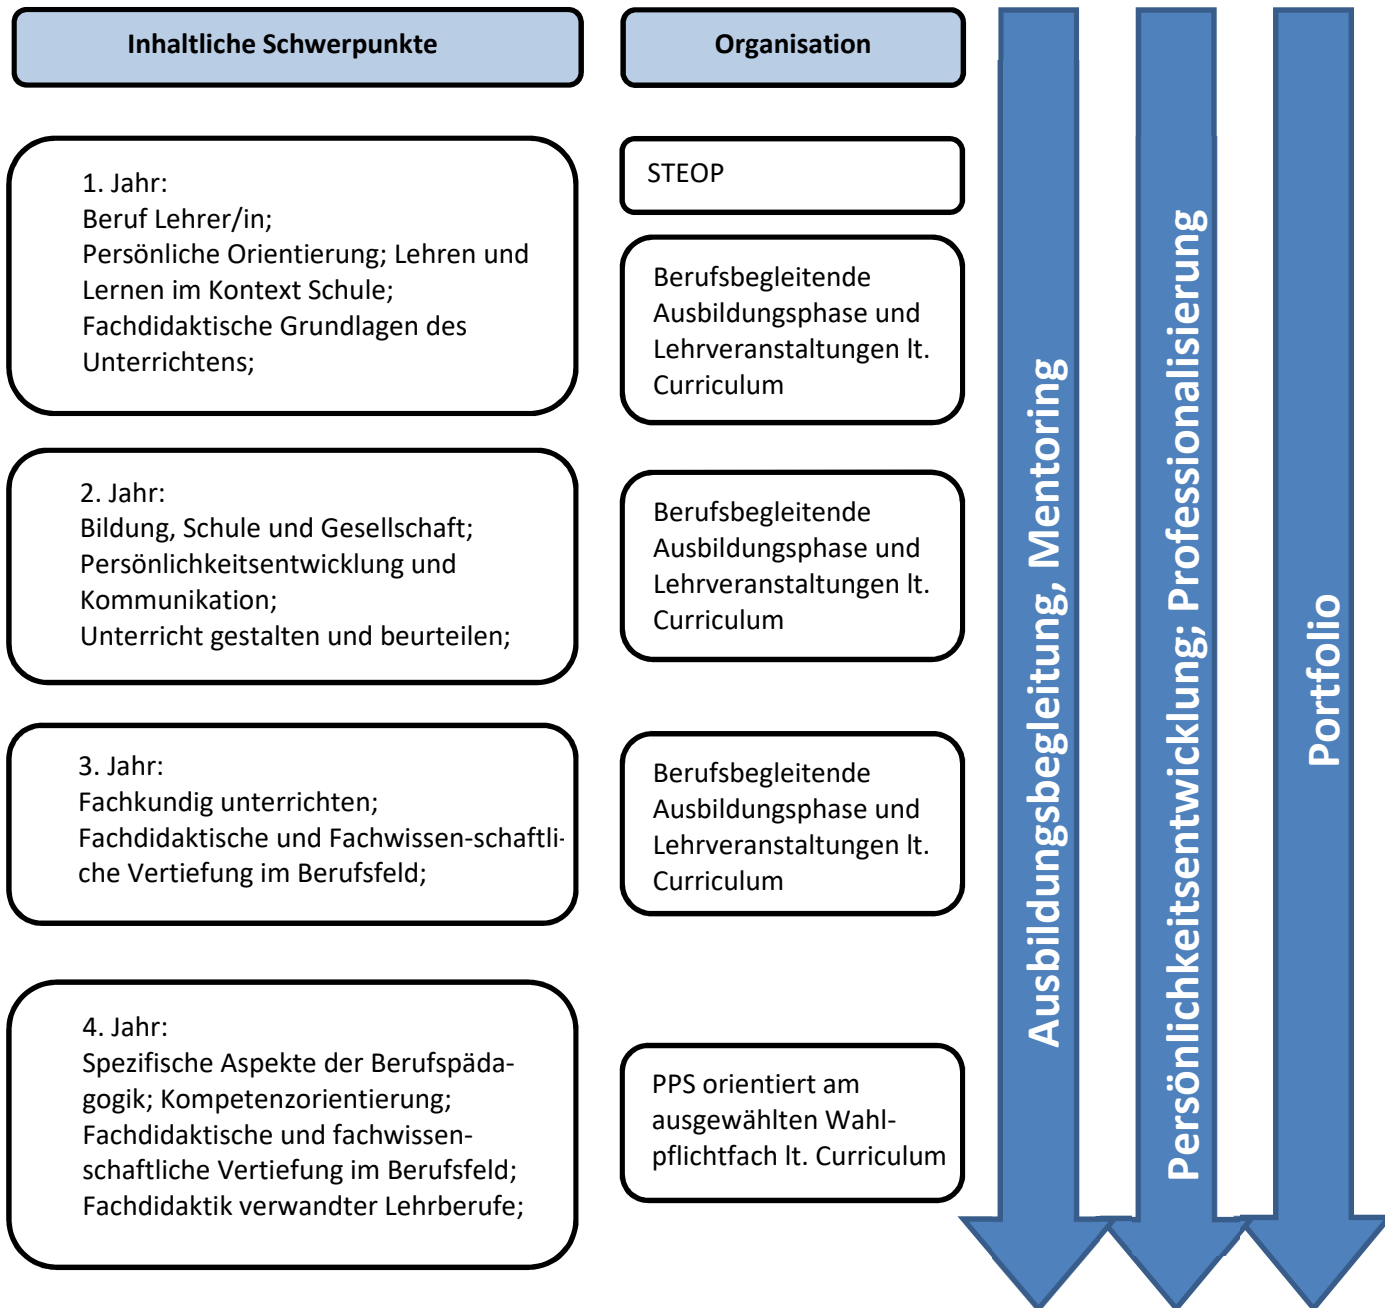 Inhaltliche Schwerpunkte
Organisation
1. Jahr:
Beruf Lehrer/in;
Persönliche Orientierung; Lehren und
Lernen im Kontext Schule;
Fachdidaktische Grundlagen des
Unterrichtens;
STEOP
Berufsbegleitende
Ausbildungsphase und
Lehrveranstaltungen lt.
Curriculum
2. Jahr:
Bildung, Schule und Gesellschaft;
Persönlichkeitsentwicklung und
Kommunikation;
Unterricht gestalten und beurteilen;
Berufsbegleitende
Ausbildungsphase und
Lehrveranstaltungen lt.
Curriculum
3. Jahr:
Fachkundig unterrichten;
Fachdidaktische und Fachwissen-schaftli-
che Vertiefung im Berufsfeld;
Berufsbegleitende
Ausbildungsphase und
Lehrveranstaltungen lt.
Curriculum
4. Jahr:
Spezifische Aspekte der Berufspäda-
gogik; Kompetenzorientierung;
Fachdidaktische und fachwissen-
schaftliche Vertiefung im Berufsfeld;
Fachdidaktik verwandter Lehrberufe;
PPS orientiert am
ausgewählten Wahl-
pflichtfach lt. Curriculum
Ausbildungsbegleitung, Mentoring
Persönlichkeitsentwicklung; Professionalisierung
Portfolio